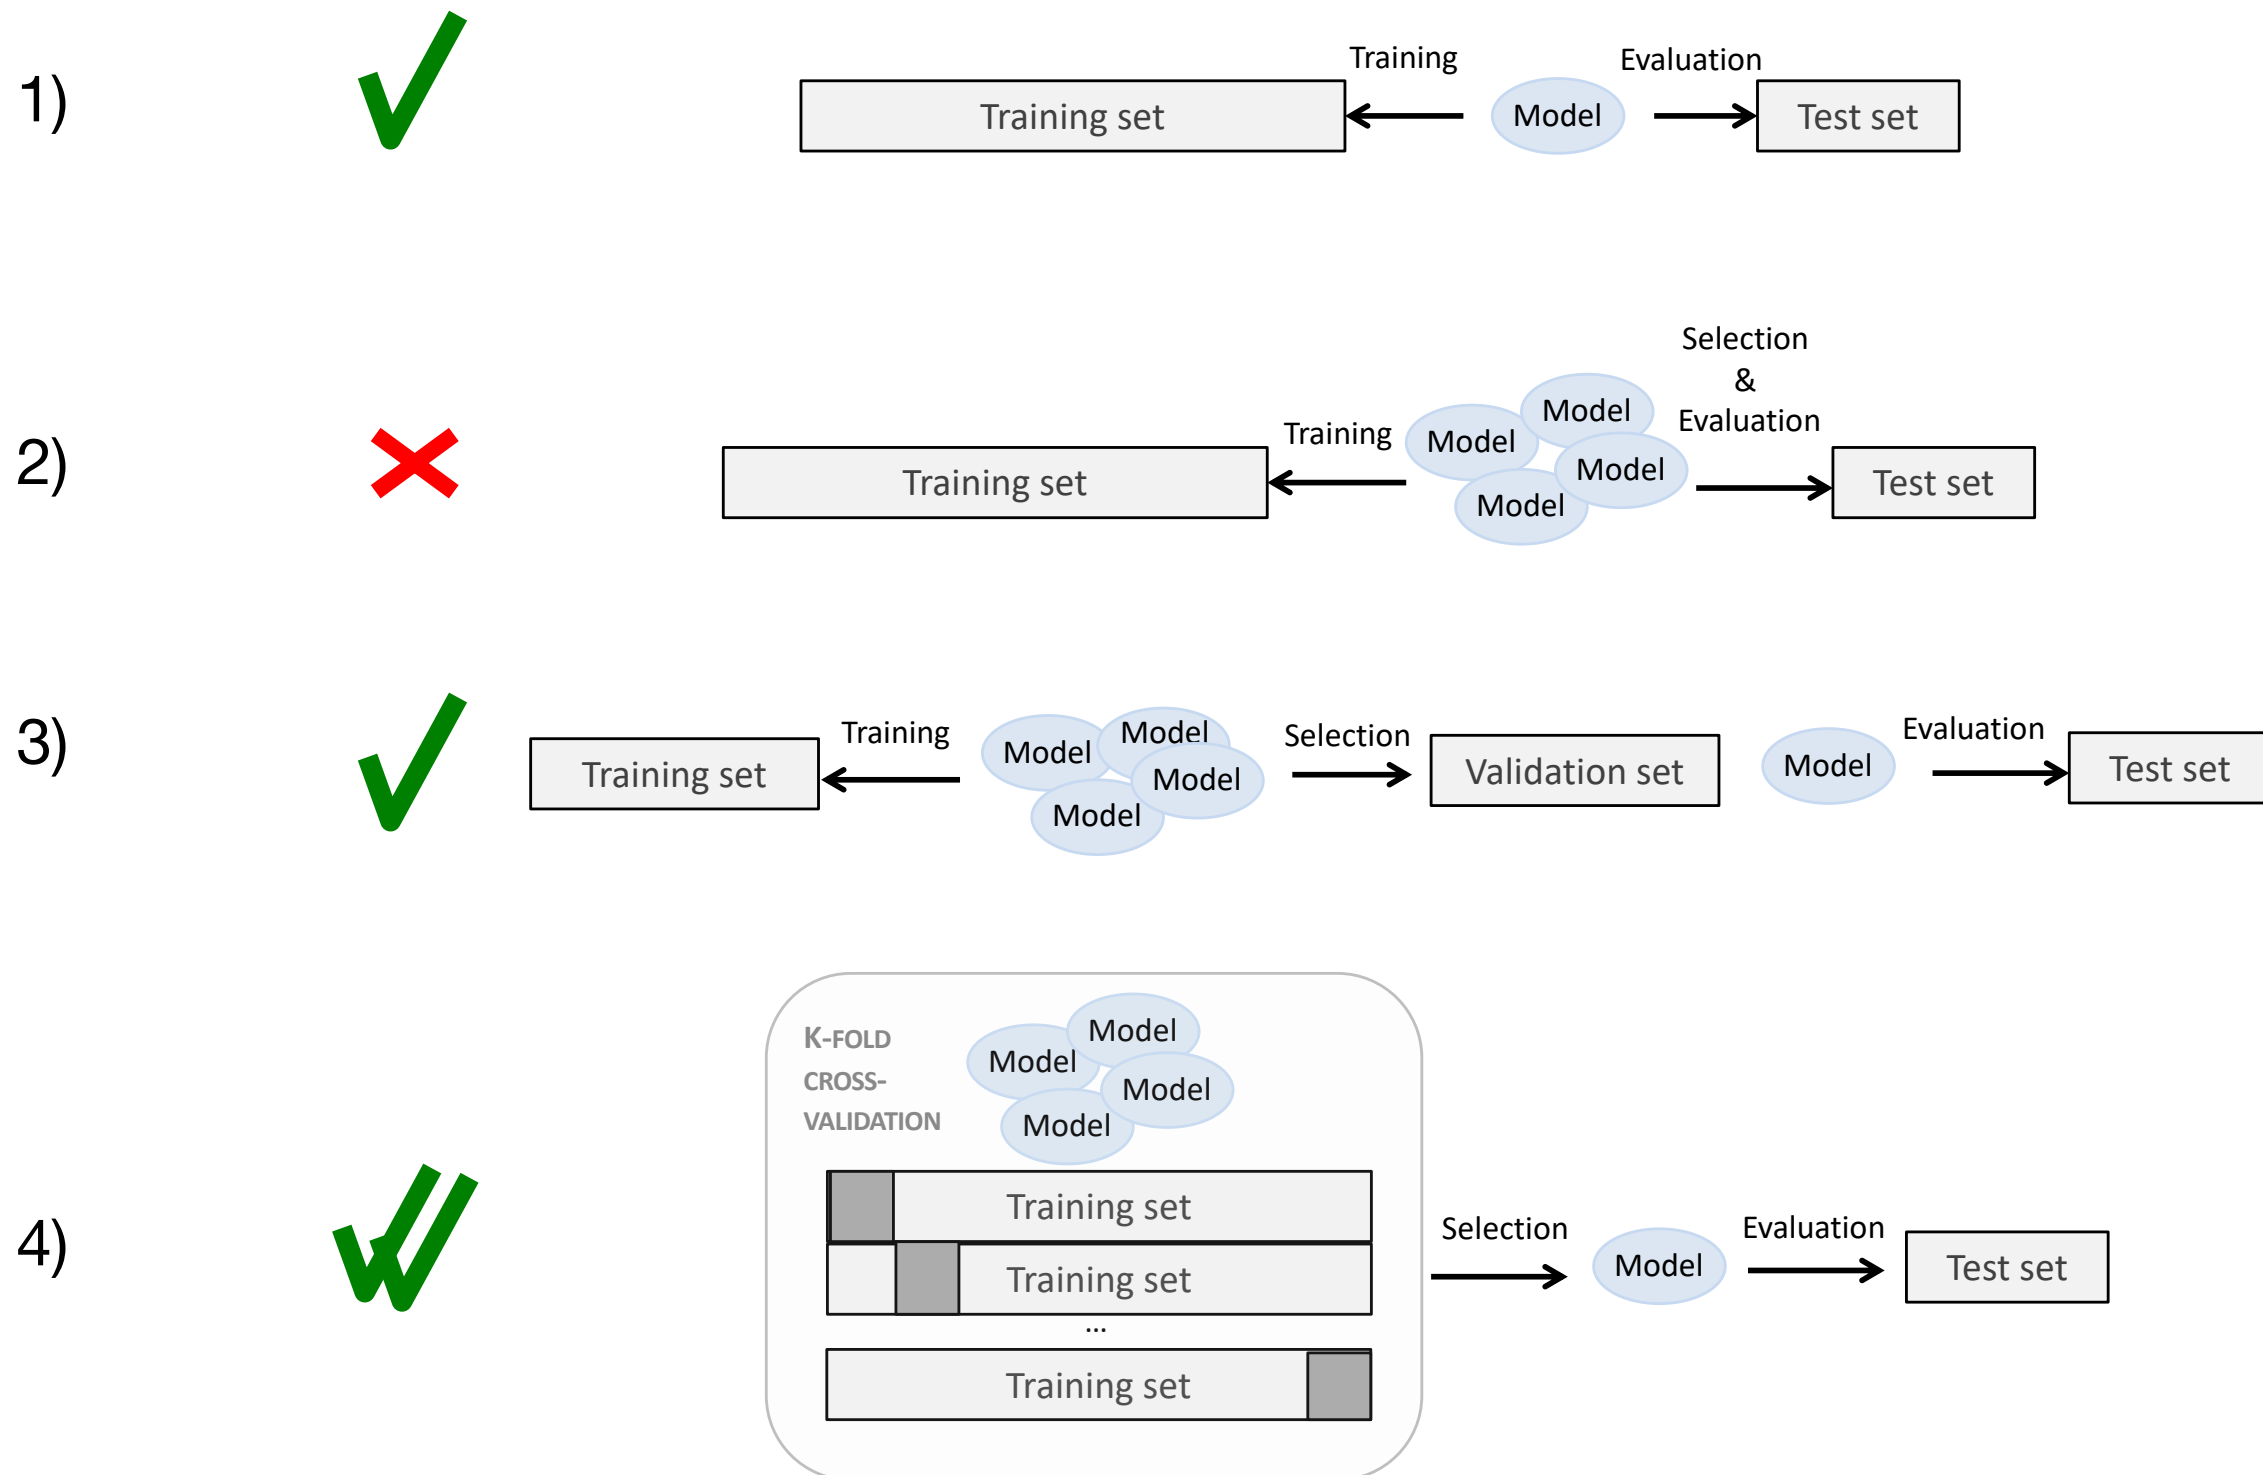 1)
Training
Evaluation
Training set
Model
Test set
2)
Selection
&
Evaluation
Training
Model
Model
Model
Model
Training set
Test set
3)
Training
Model
Model
Model
Model
Selection
Evaluation
Training set
Validation set
Model
Test set
4)
K-FOLD
CROSS-
VALIDATION
Model
Model
Model
Model
Training set
Training set
...
Training set
Selection
Model
Evaluation
Test set